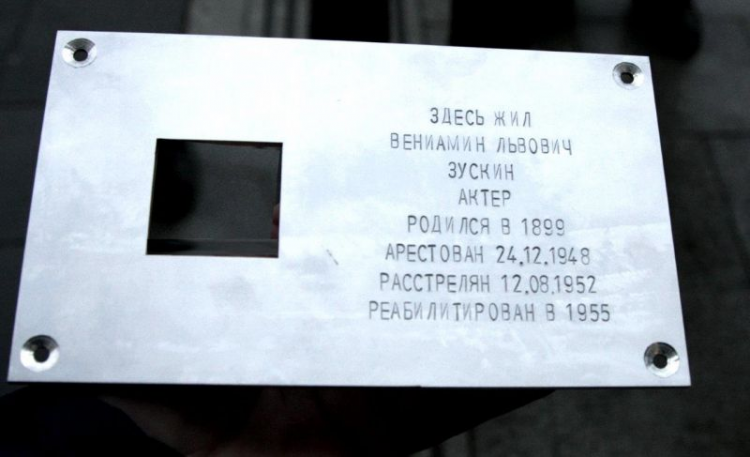 ЗДЕСЬ ЖИЛ
ВЕНИАМИН ЛЬВОВИЧ
ЗУСКИН
АКТЕР
РОДИЛСЯ В 1899
АРЕСТОВАН 24.12.1948
РАССТРЕЛЯН 12.08.1952
РЕАБИЛИТИРОВАН В 1955